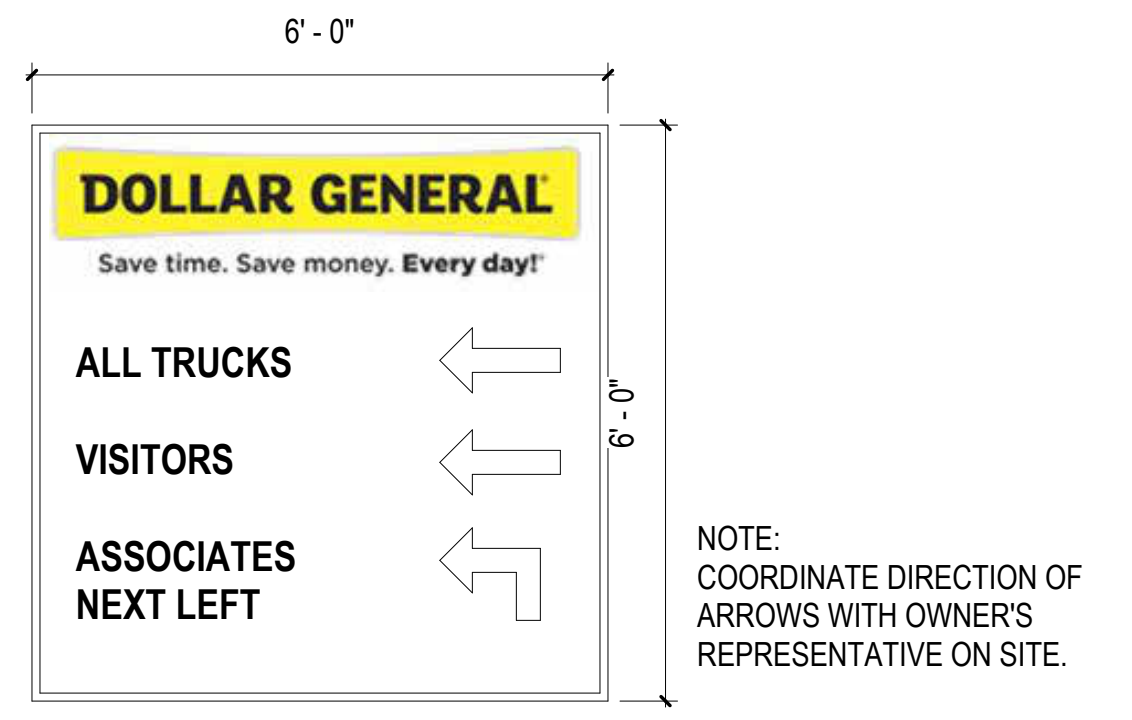 6' - 0"
DOLLAR GENERAL®
Save time. Save money. Every day!®
ALL TRUCKS
VISITORS
ASSOCIATES
NEXT LEFT
6' - 0"
NOTE:
COORDINATE DIRECTION OF
ARROWS WITH OWNER'S
REPRESENTATIVE ON SITE.